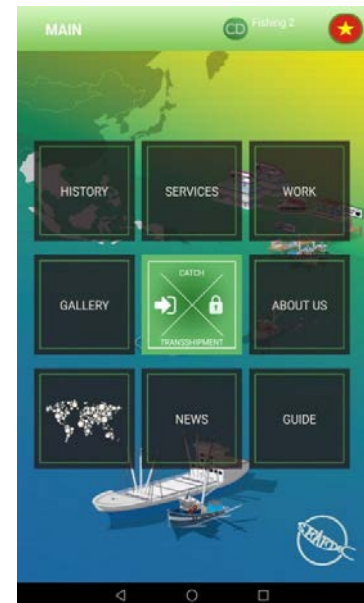 MAIN
CD Fishing 2
HISTORY
SERVICES
WORK
GALLERY
CATCH
TRANSSHIPMENT
ABOUT US
NEWS
GUIDE